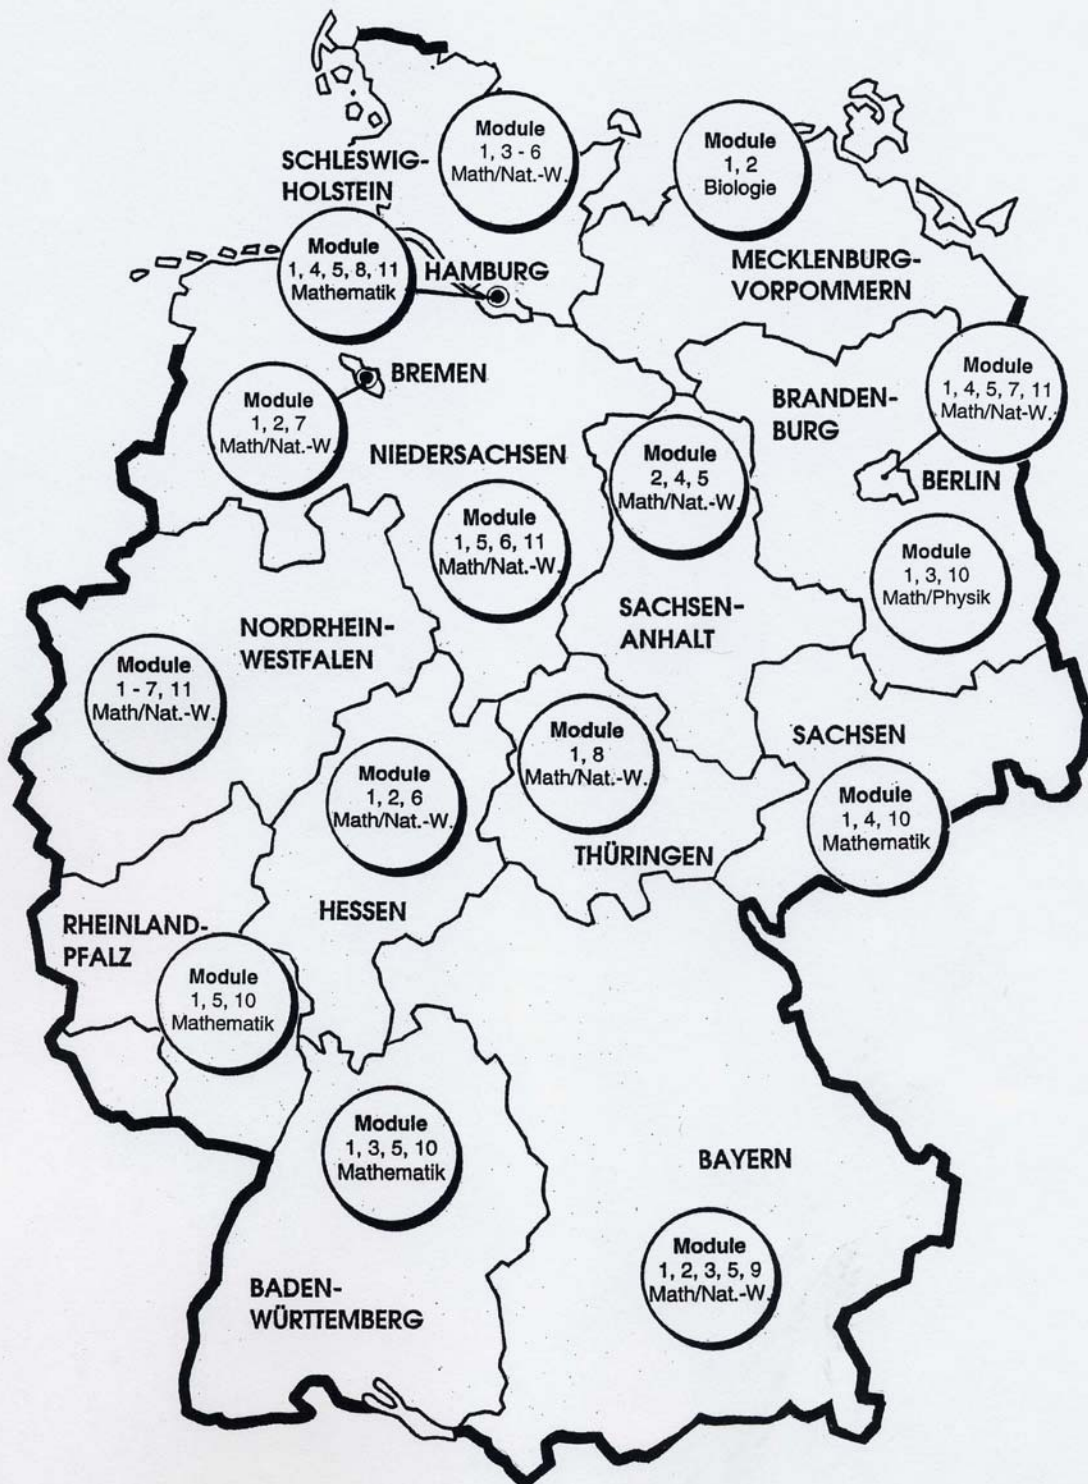 Module
1, 3 - 6
Math/Nat.-W.
SCHLESWIG-
HOLSTEIN
Module
1, 2
Biologie
MECKLENBURG-
VORPOMMERN
Module
1, 4, 5, 8, 11
Mathematik
HAMBURG
Module
1, 2, 7
Math/Nat.-W.
BREMEN
NIEDERSACHSEN
Module
1, 5, 6, 11
Math/Nat.-W.
Module
2, 4, 5
Math/Nat.-W.
SACHSEN-
ANHALT
BRANDEN-
BURG
Module
1, 4, 5, 7, 11
Math/Nat-W.
BERLIN
Module
1, 3, 10
Math/Physik
NORDRHEIN-
WESTFALEN
Module
1 - 7, 11
Math/Nat.-W.
Module
1, 2, 6
Math/Nat.-W.
HESSEN
Module
1, 8
Math/Nat.-W.
THÜRINGEN
SACHSEN
Module
1, 4, 10
Mathematik
RHEINLAND-
PFALZ
Module
1, 5, 10
Mathematik
Module
1, 3, 5, 10
Mathematik
BADEN-
WÜRTTEMBERG
BAYERN
Module
1, 2, 3, 5, 9
Math/Nat.-W.